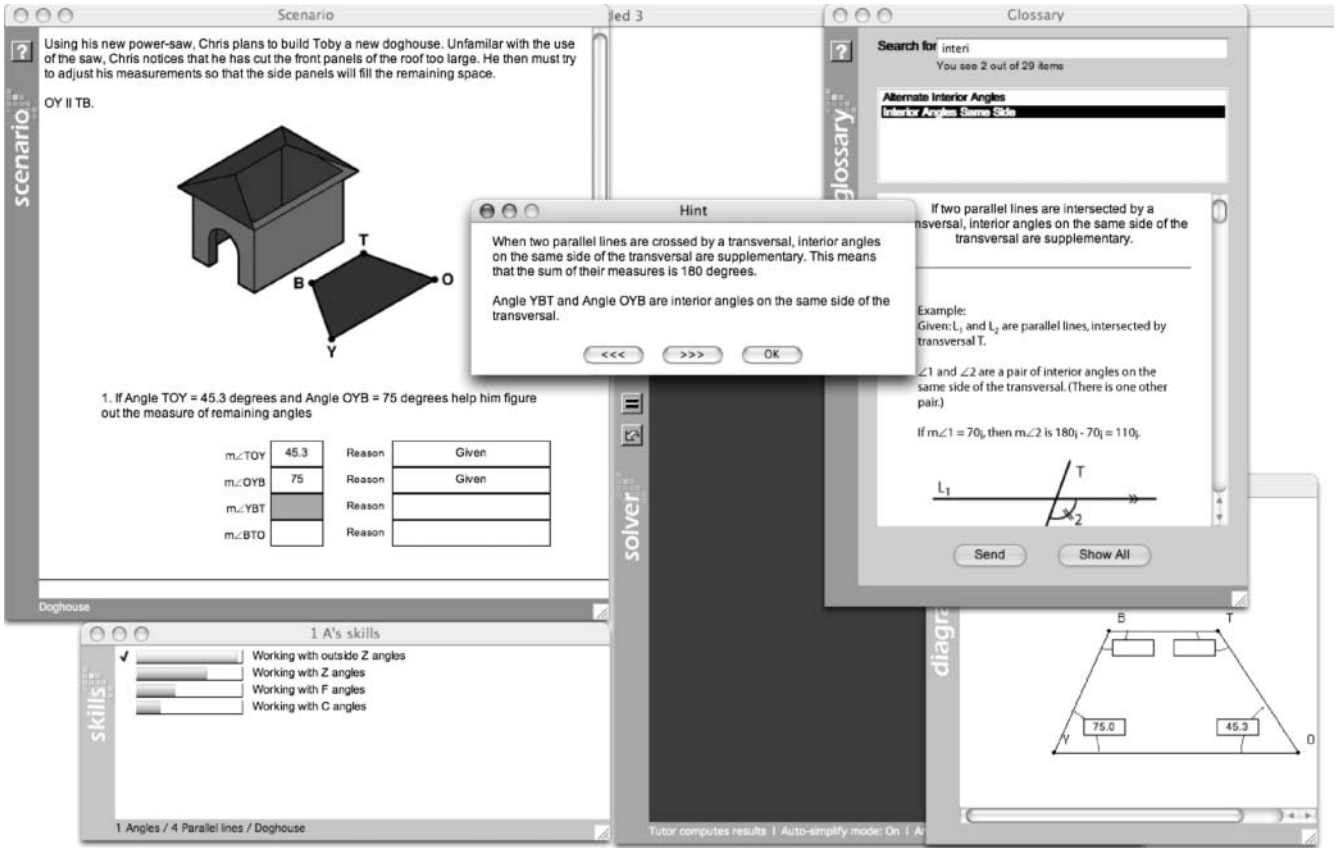 Scenario
?
scenario
Using his new power-saw, Chris plans to build Toby a new doghouse. Unfamilar with the use
of the saw, Chris notices that he has cut the front panels of the roof too large. He then must try
to adjust his measurements so that the side panels will fill the remaining space.
OY II TB.
T
B
O
Y
1. If Angle TOY = 45.3 degrees and Angle OYB = 75 degrees help him figure
out the measure of remaining angles
m∠TOY 45.3 Reason Given
m∠OYB 75 Reason Given
m∠YBT Reason
m∠BTO Reason
Doghouse
led 3
Hint
When two parallel lines are crossed by a transversal, interior angles
on the same side of the transversal are supplementary. This means
that the sum of their measures is 180 degrees.
Angle YBT and Angle OYB are interior angles on the same side of the
transversal.
<<< >>> OK
Glossary
?
glossary
Search for interi
You see 2 out of 29 items
Alternate Interior Angles
Interior Angles Same Side
If two parallel lines are intersected by a
nsversal, interior angles on the same side of the
transversal are supplementary.
Example:
Given: L1 and L2 are parallel lines, intersected by
transversal T.
∠1 and ∠2 are a pair of interior angles on the
same side of the transversal. (There is one other
pair.)
If m∠1 = 70¡, then m∠2 is 180¡ - 70¡ = 110¡.
T
L1
2
Send Show All
solver
Tutor computes results | Auto-simplify mode: On |
1 A's skills
skills
✓ Working with outside Z angles
Working with Z angles
Working with F angles
Working with C angles
1 Angles / 4 Parallel lines / Doghouse
diagra
B T
75.0 45.3
Y O